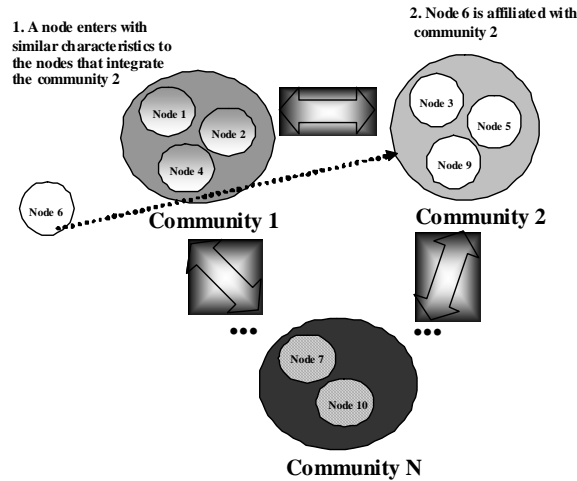 1. A node enters with
similar characteristics to
the nodes that integrate
the community 2
2. Node 6 is affiliated with
community 2
Node 1
Node 2
Node 4
Node 3
Node 5
Node 9
Node 6
Community 1
Community 2
•••
•••
Node 7
Node 10
Community N